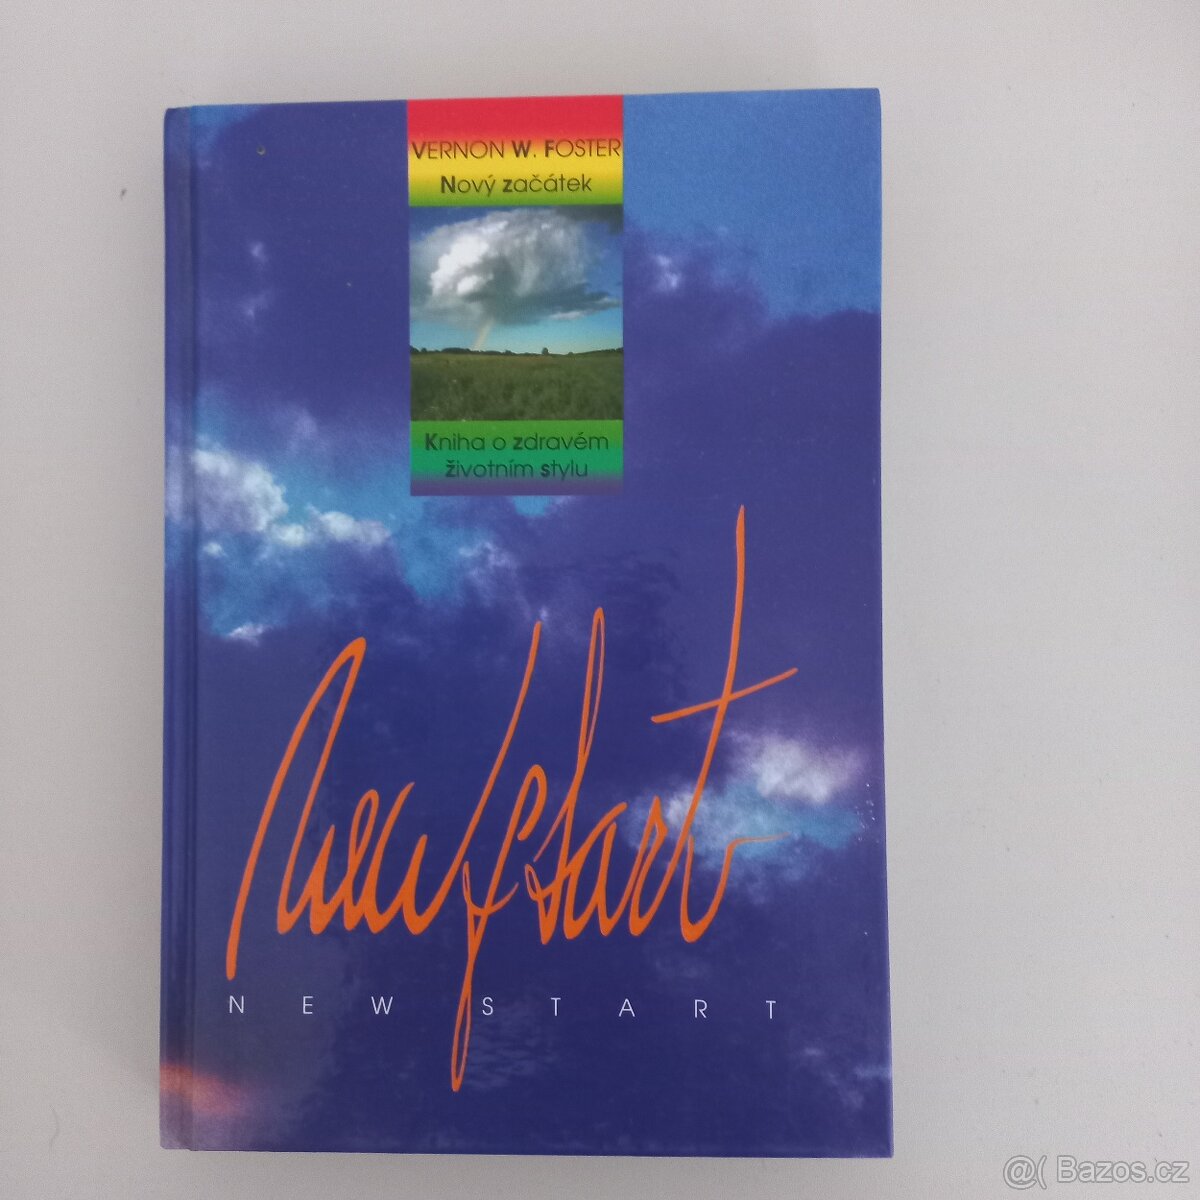 VERNON W. FOSTER
NOVÝ ZAČÁTEK
KNIHA O ZDRAVÉM
ŽIVOTNÍM STYLU
New Start
NEW START
@( Bazos.cz